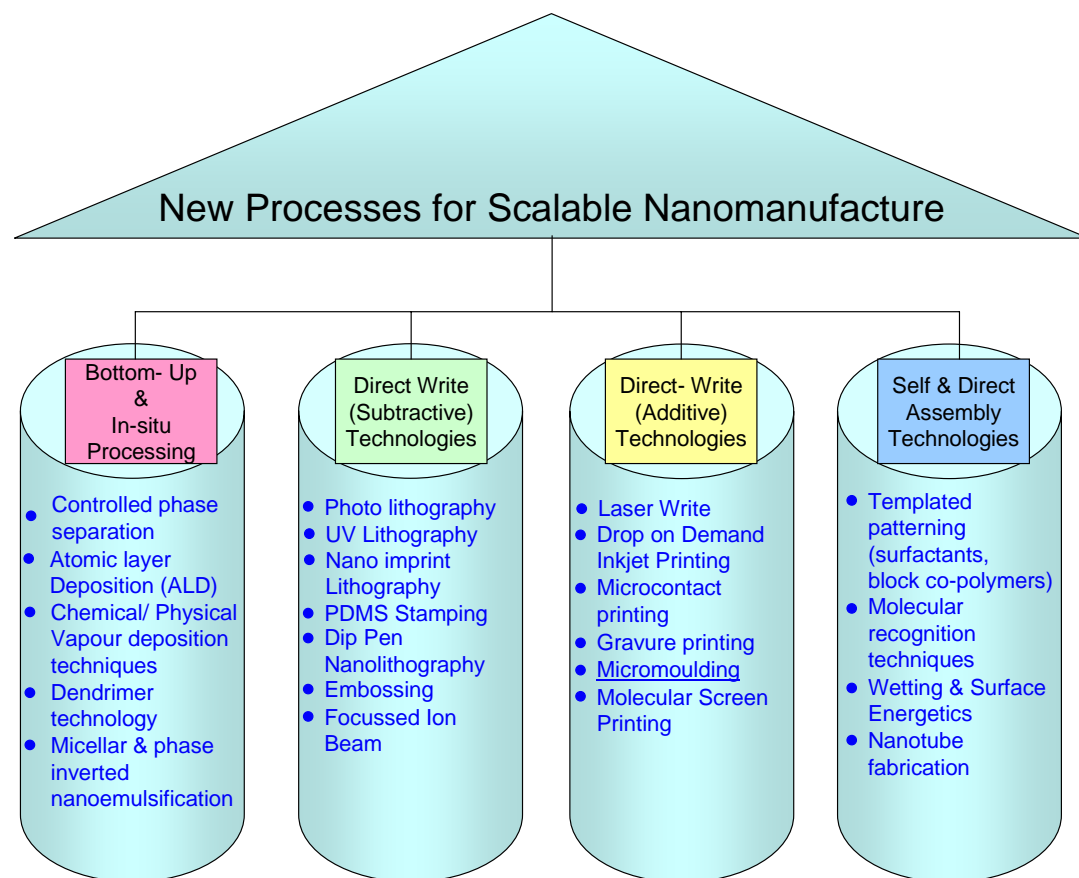 New Processes for Scalable Nanomanufacture
Bottom- Up
&
In-situ
Processing
Controlled phase
separation
Atomic layer
Deposition (ALD)
Chemical/ Physical
Vapour deposition
techniques
Dendrimer
technology
Micellar & phase
inverted
nanoemulsification
Direct Write
(Subtractive)
Technologies
Photo lithography
UV Lithography
Nano imprint
Lithography
PDMS Stamping
Dip Pen
Nanolithography
Embossing
Focussed Ion
Beam
Direct- Write
(Additive)
Technologies
Laser Write
Drop on Demand
Inkjet Printing
Microcontact
printing
Gravure printing
Micromoulding
Molecular Screen
Printing
Self & Direct
Assembly
Technologies
Templated
patterning
(surfactants,
block co-polymers)
Molecular
recognition
techniques
Wetting & Surface
Energetics
Nanotube
fabrication